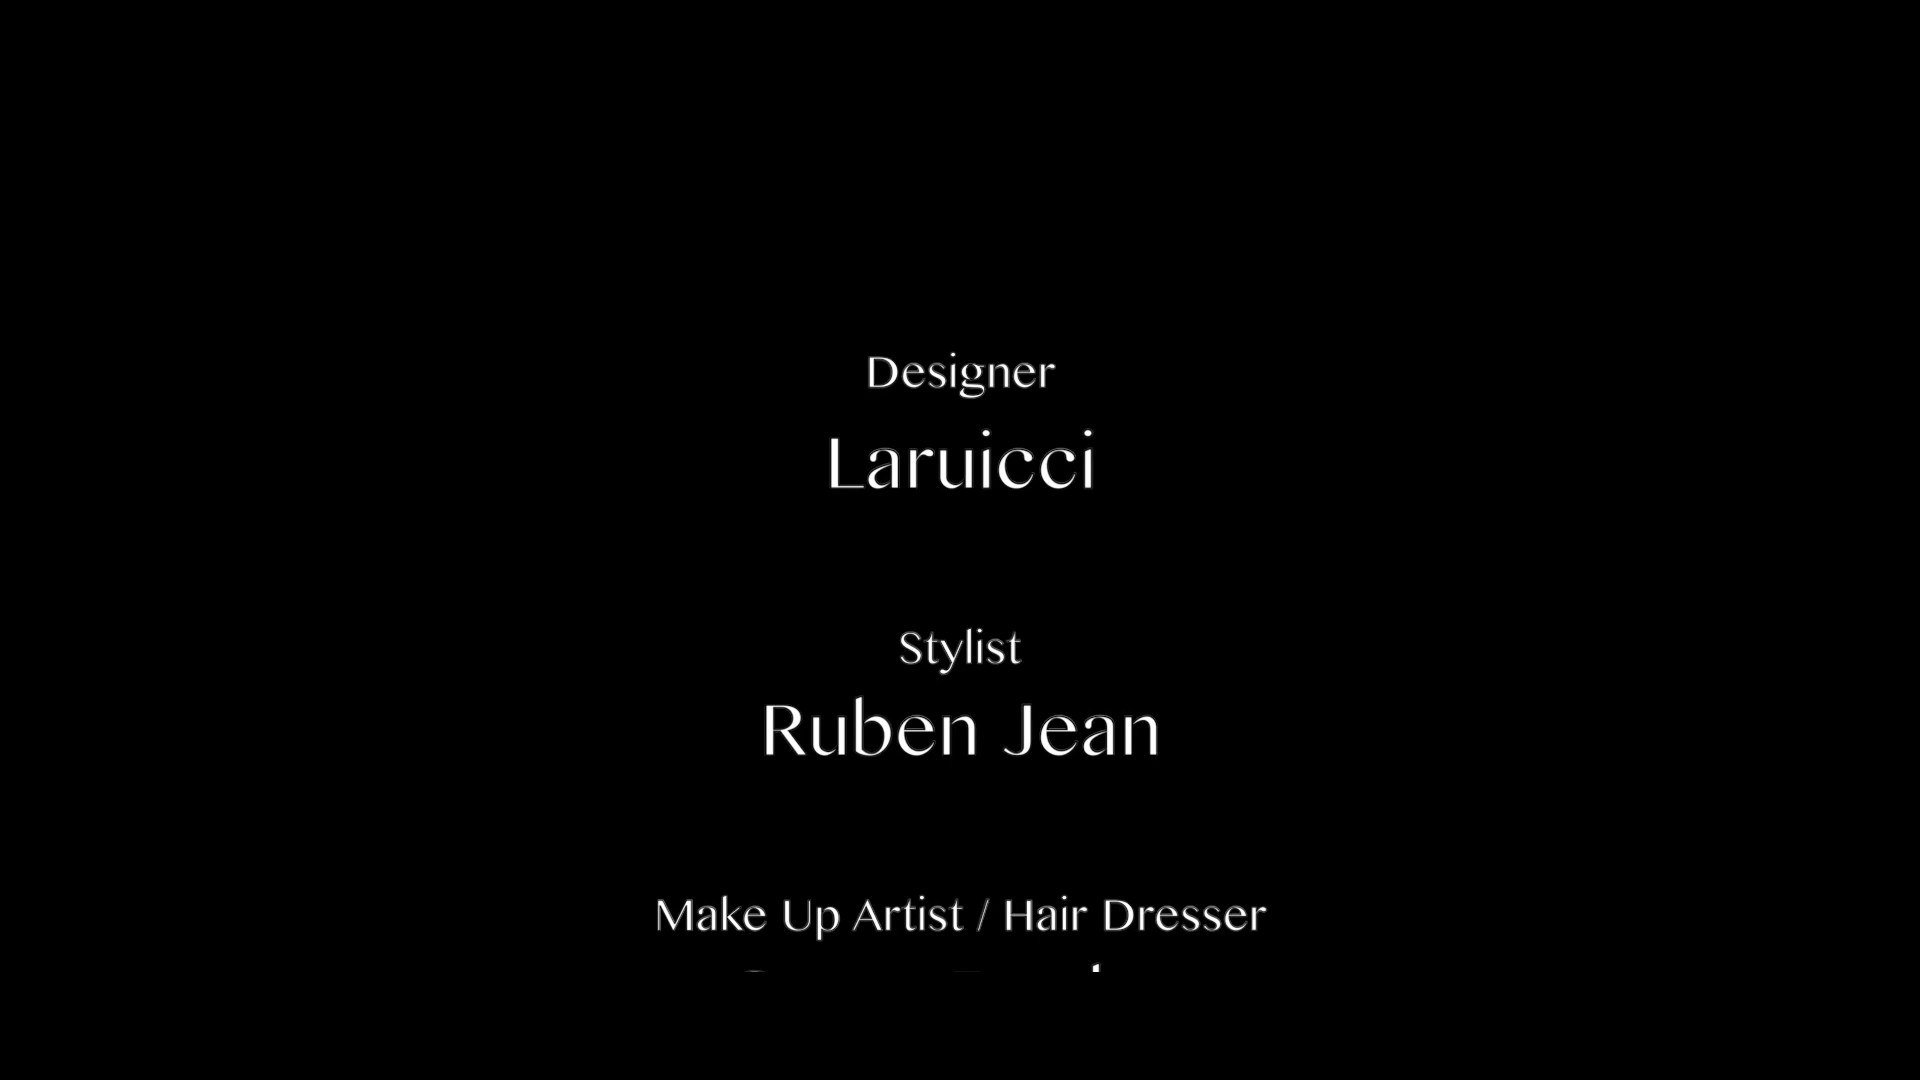 Designer
Laruicci
Stylist
Ruben Jean
Make Up Artist / Hair Dresser